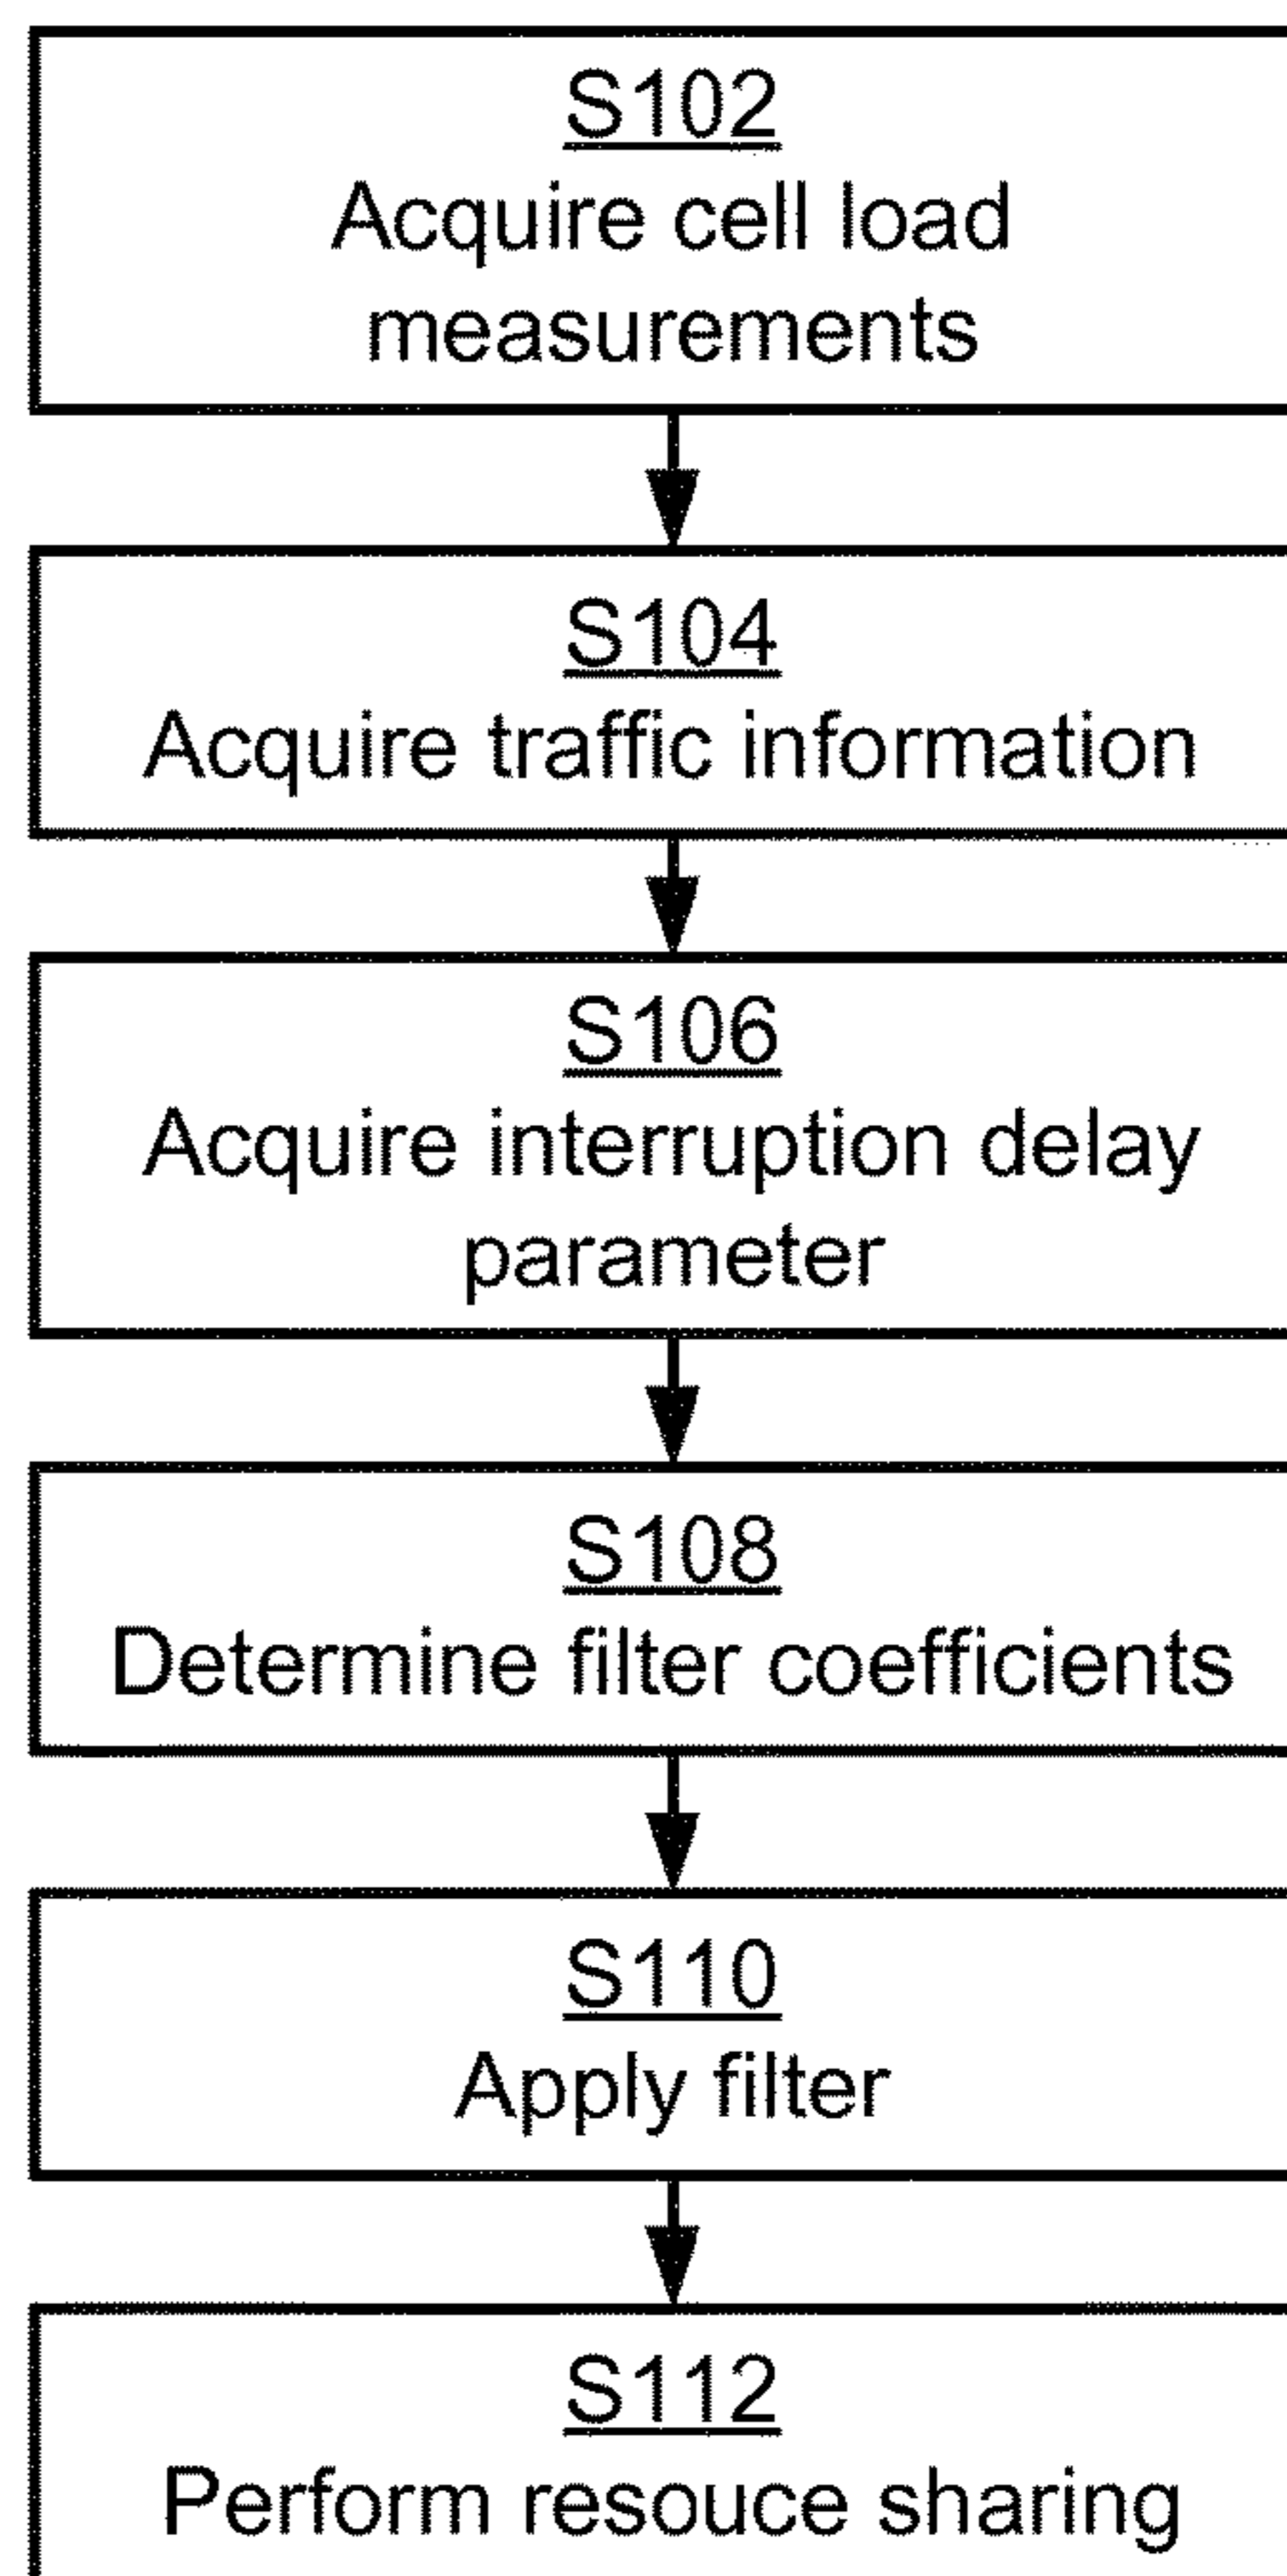 S102
Acquire cell load
measurements
S104
Acquire traffic information
S106
Acquire interruption delay
parameter
S108
Determine filter coefficients
S110
Apply filter
S112
Perform resouce sharing